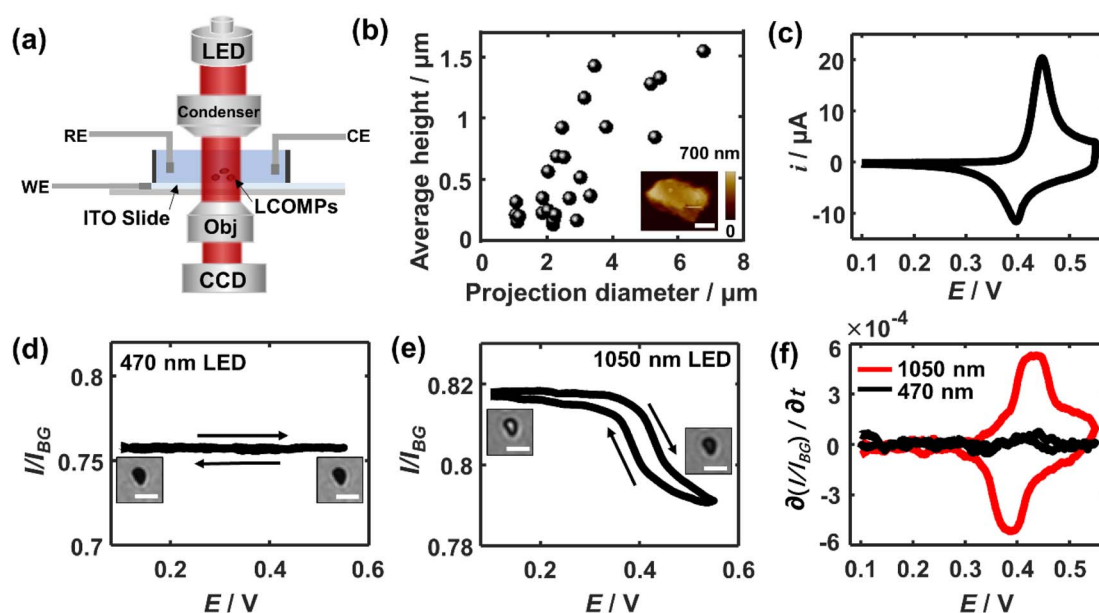 (a)
LED
Condenser
RE
CE
WE
ITO Slide
LCOMPs
Obj
CCD
(b)
Average height / µm
1.5
1
0.5
0
700 nm
0
0 2 4 6 8
Projection diameter / µm
(c)
i / µA
20
10
0
-10
0.1 0.2 0.3 0.4 0.5
E / V
(d)
470 nm LED
I/I_BG
0.8
0.75
0.7
0.2 0.4 0.6
E / V
(e)
1050 nm LED
I/I_BG
0.82
0.8
0.78
0.2 0.4 0.6
E / V
(f)
×10⁻⁴
1050 nm
470 nm
∂(I/I_BG) / ∂t
6
3
0
-3
-6
0.1 0.2 0.3 0.4 0.5
E / V